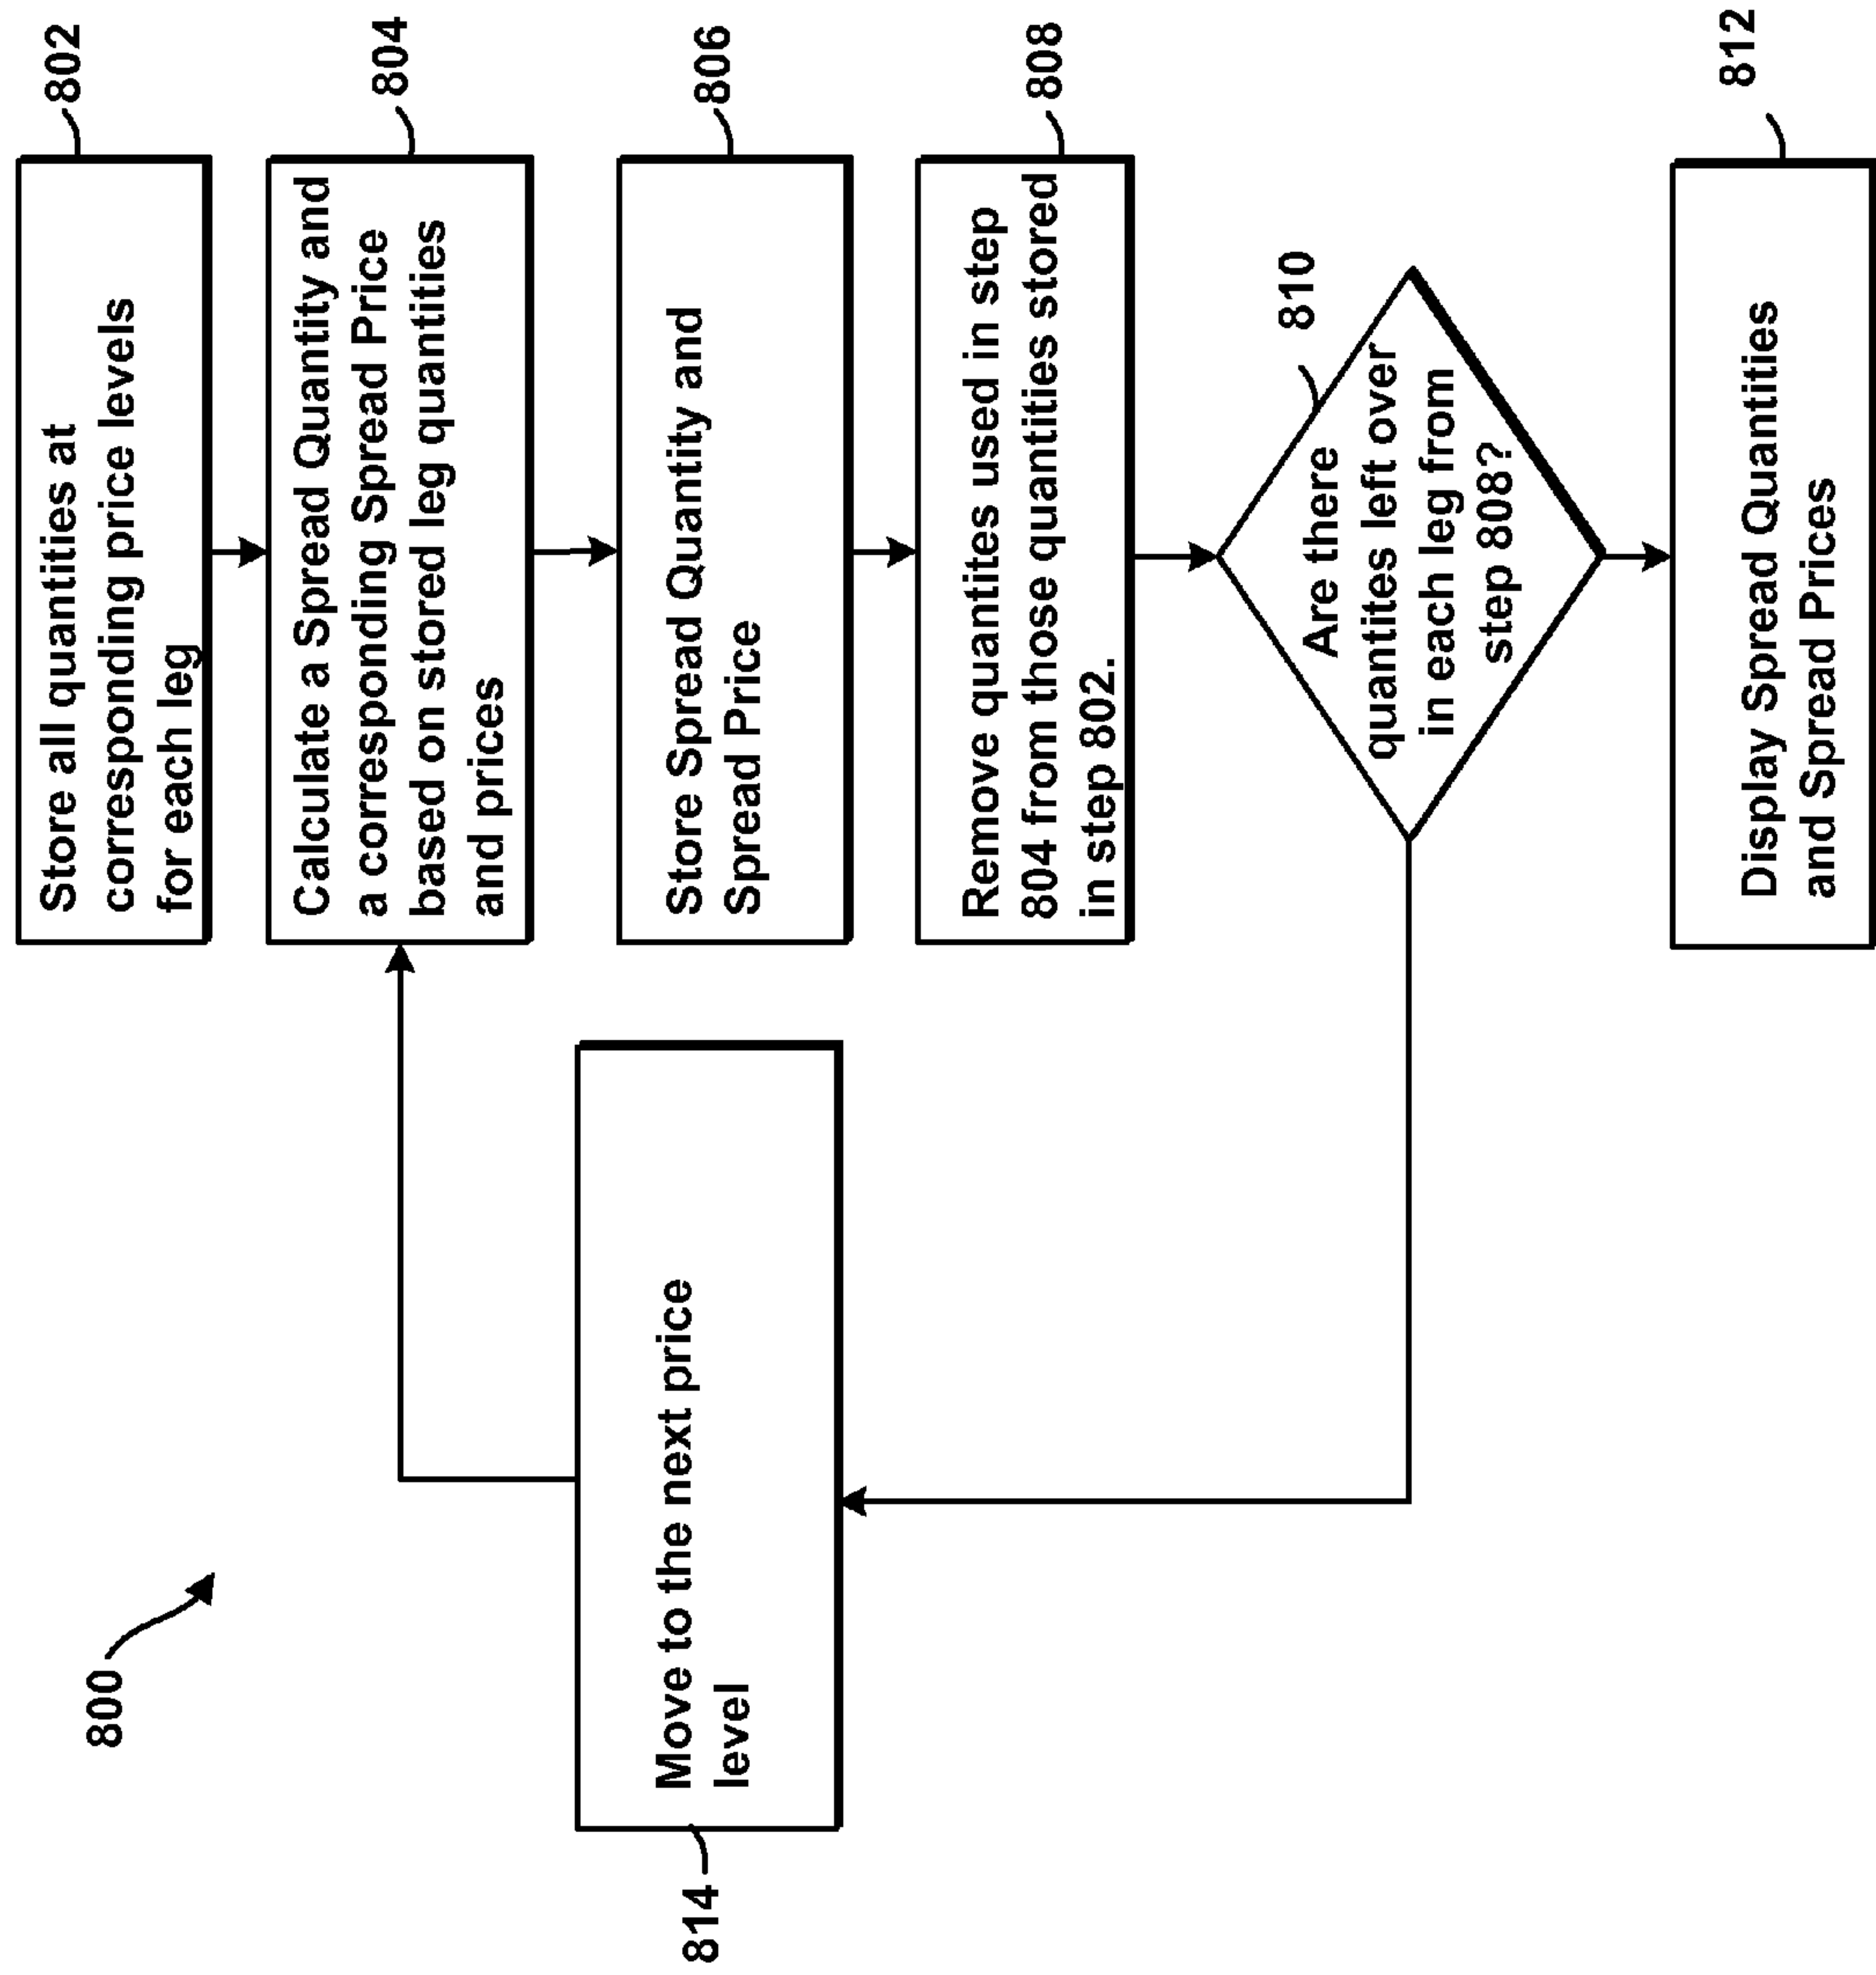 800
802
Store all quantities at
corresponding price levels
for each leg
804
Calculate a Spread Quantity and
a corresponding Spread Price
based on stored leg quantities
and prices
806
Store Spread Quantity and
Spread Price
808
Remove quantites used in step
804 from those quantities stored
in step 802.
810
Are there
quantites left over
in each leg from
step 808?
812
Display Spread Quantities
and Spread Prices
814
Move to the next price
level